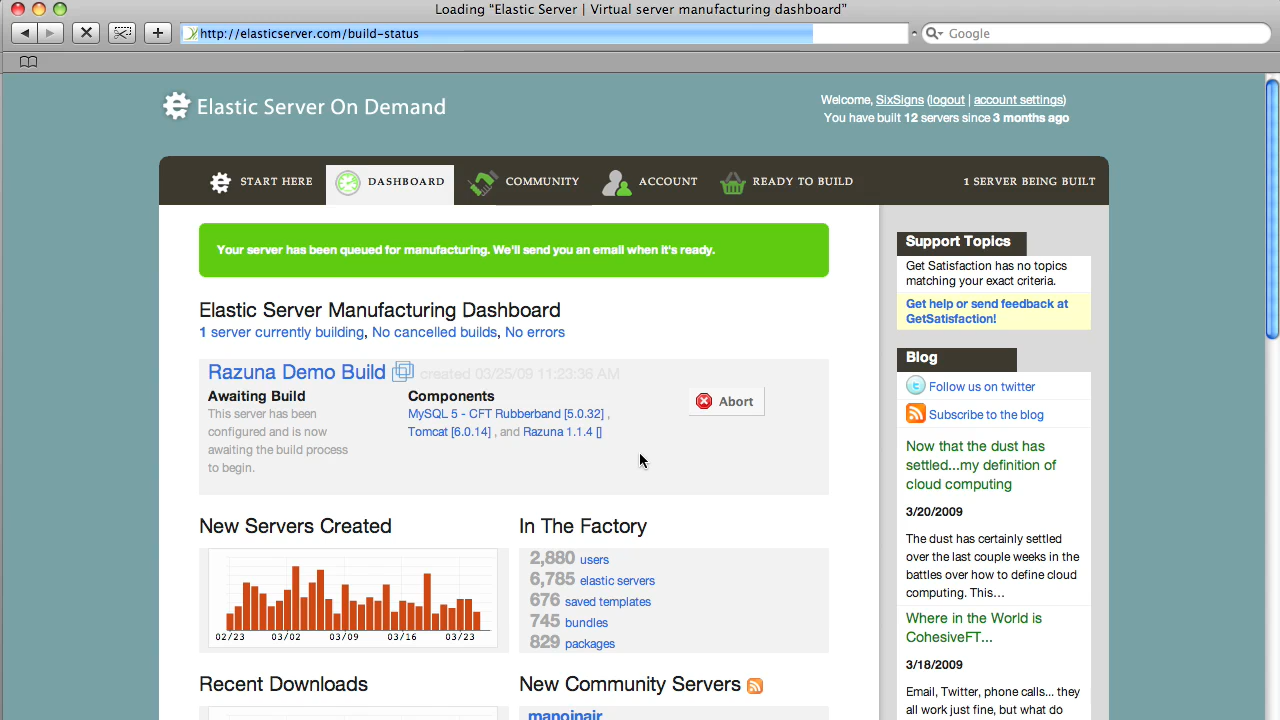 Loading “Elastic Server | Virtual server manufacturing dashboard”
http://elasticserver.com/build-status
Google
Elastic Server On Demand
Welcome, SixSigns (logout | account settings)
You have built 12 servers since 3 months ago
START HERE
DASHBOARD
COMMUNITY
ACCOUNT
READY TO BUILD
1 SERVER BEING BUILT
Your server has been queued for manufacturing. We'll send you an email when it's ready.
Elastic Server Manufacturing Dashboard
1 server currently building, No cancelled builds, No errors
Razuna Demo Build created 03/25/09 11:23:36 AM
Awaiting Build
This server has been
configured and is now
awaiting the build process
to begin.
Components
MySQL 5 - CFT Rubberband [5.0.32] ,
Tomcat [6.0.14] , and Razuna 1.1.4 []
Abort
New Servers Created
02/23 03/02 03/09 03/16 03/23
In The Factory
2,880 users
6,785 elastic servers
676 saved templates
745 bundles
829 packages
Recent Downloads
New Community Servers
manoinair
Support Topics
Get Satisfaction has no topics
matching your exact criteria.
Get help or send feedback at
GetSatisfaction!
Blog
Follow us on twitter
Subscribe to the blog
Now that the dust has
settled...my definition of
cloud computing
3/20/2009
The dust has certainly settled
over the last couple weeks in the
battles over how to define cloud
computing. This...
Where in the World is
CohesiveFT...
3/18/2009
Email, Twitter, phone calls... they
all work just fine, but what do